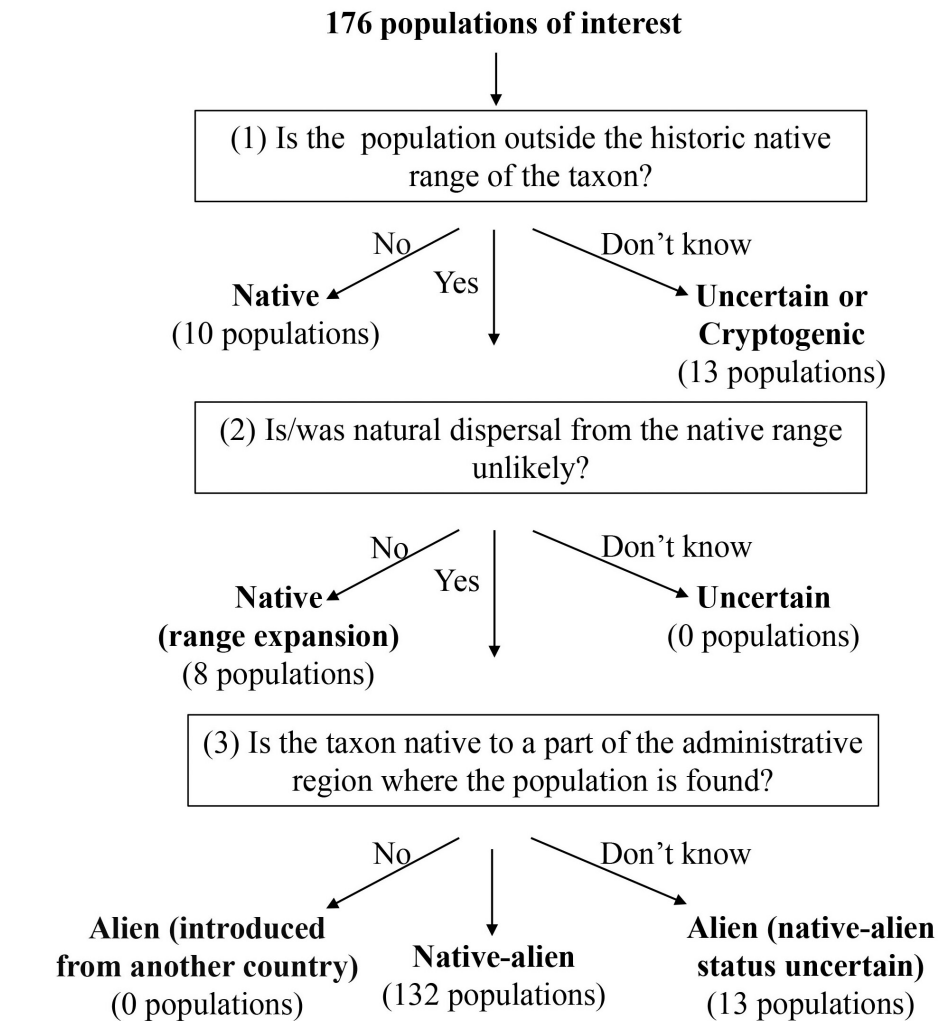 176 populations of interest
(1) Is the population outside the historic native
range of the taxon?
No
Yes
Don't know
Native
(10 populations)
Uncertain or
Cryptogenic
(13 populations)
(2) Is/was natural dispersal from the native range
unlikely?
No
Yes
Don't know
Native
(range expansion)
(8 populations)
Uncertain
(0 populations)
(3) Is the taxon native to a part of the administrative
region where the population is found?
No
Don't know
Alien (introduced
from another country)
(0 populations)
Native-alien
(132 populations)
Alien (native-alien
status uncertain)
(13 populations)